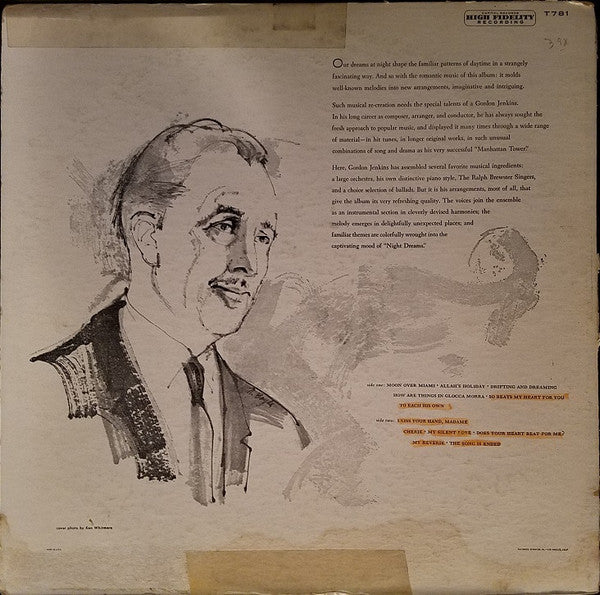 CAPITOL RECORDS
HIGH FIDELITY
RECORDING
T781
3.98
Our dreams at night shape the familiar patterns of daytime in a strangely
fascinating way. And so with the romantic music of this album: it molds
well-known melodies into new arrangements, imaginative and intriguing.
Such musical re-creation needs the special talents of a Gordon Jenkins.
In his long career as composer, arranger, and conductor, he has always sought the
fresh approach to popular music, and displayed it many times through a wide range
of material—in hit tunes, in longer original works, in such unusual
combinations of song and drama as his very successful "Manhattan Tower."
Here, Gordon Jenkins has assembled several favorite musical ingredients:
a large orchestra, his own distinctive piano style, The Ralph Brewster Singers,
and a choice selection of ballads. But it is his arrangements, most of all, that
give the album its very refreshing quality. The voices join the ensemble
as an instrumental section in cleverly devised harmonies; the
melody emerges in delightfully unexpected places; and
familiar themes are colorfully wrought into the
captivating mood of "Night Dreams."
side one: MOON OVER MIAMI • ALLAH'S HOLIDAY • DRIFTING AND DREAMING
HOW ARE THINGS IN GLOCCA MORRA • SO BEATS MY HEART FOR YOU
TO EACH HIS OWN
side two: I KISS YOUR HAND, MADAME
CHERIE • MY SILENT LOVE • DOES YOUR HEART BEAT FOR ME?
MY REVERIE • THE SONG IS ENDED
cover photo by Ken Whitmore